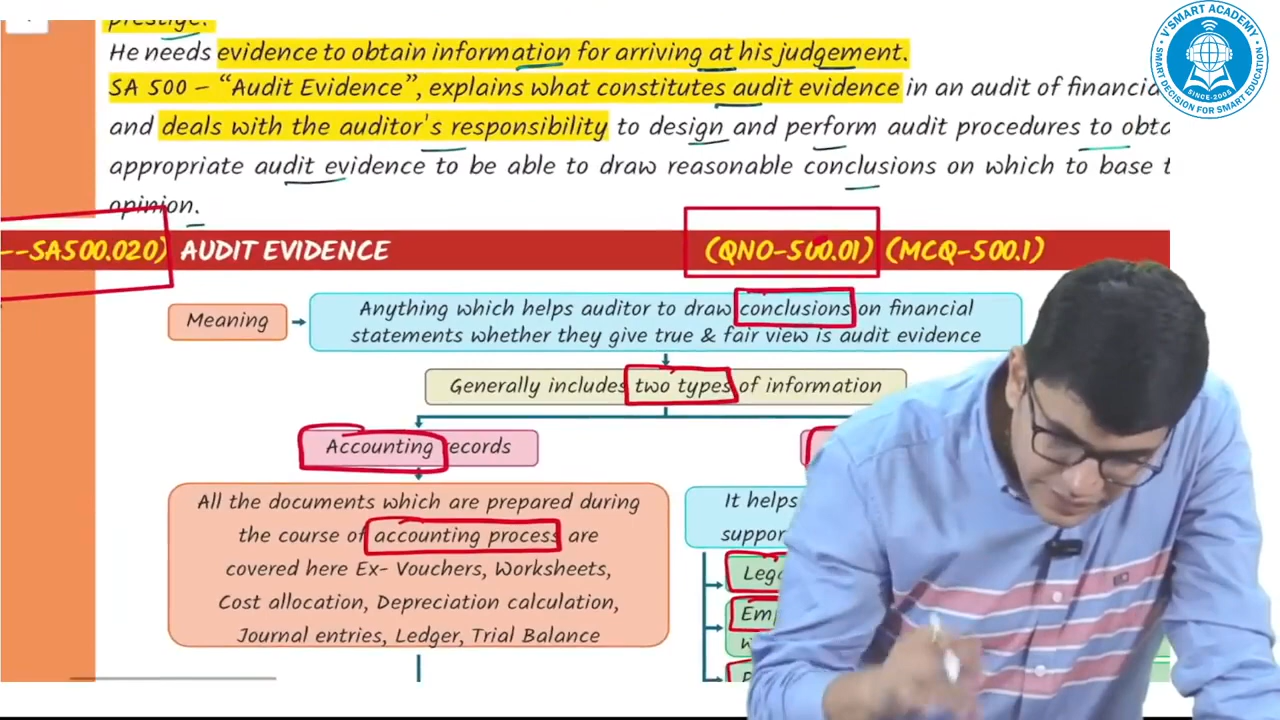 prestige.
He needs evidence to obtain information for arriving at his judgement.
SA 500 – “Audit Evidence”, explains what constitutes audit evidence in an audit of financia
and deals with the auditor's responsibility to design and perform audit procedures to obta
appropriate audit evidence to be able to draw reasonable conclusions on which to base t
opinion.
--SA500.020) AUDIT EVIDENCE (QNO-500.01) (MCQ-500.1)
Meaning
Anything which helps auditor to draw conclusions on financial
statements whether they give true & fair view is audit evidence
Generally includes two types of information
Accounting records
All the documents which are prepared during
the course of accounting process are
covered here Ex- Vouchers, Worksheets,
Cost allocation, Depreciation calculation,
Journal entries, Ledger, Trial Balance
It helps
suppor
Lega
Emp
V'SMART ACADEMY
SMART DECISION FOR SMART EDUCATION
SINCE-2005